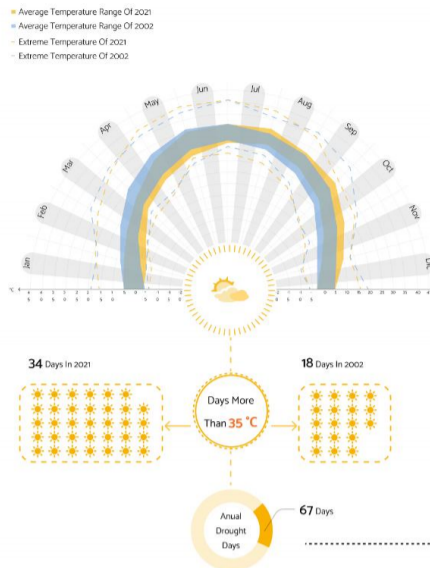 Average Temperature Range Of 2021
Average Temperature Range Of 2002
Extreme Temperature Of 2021
Extreme Temperature Of 2002
Jan
Feb
Mar
Apr
May
Jun
Jul
Aug
Sep
Oct
Nov
34 Days In 2021
18 Days In 2002
Days More
Than 35 °C
67 Days
Anual
Drought
Days